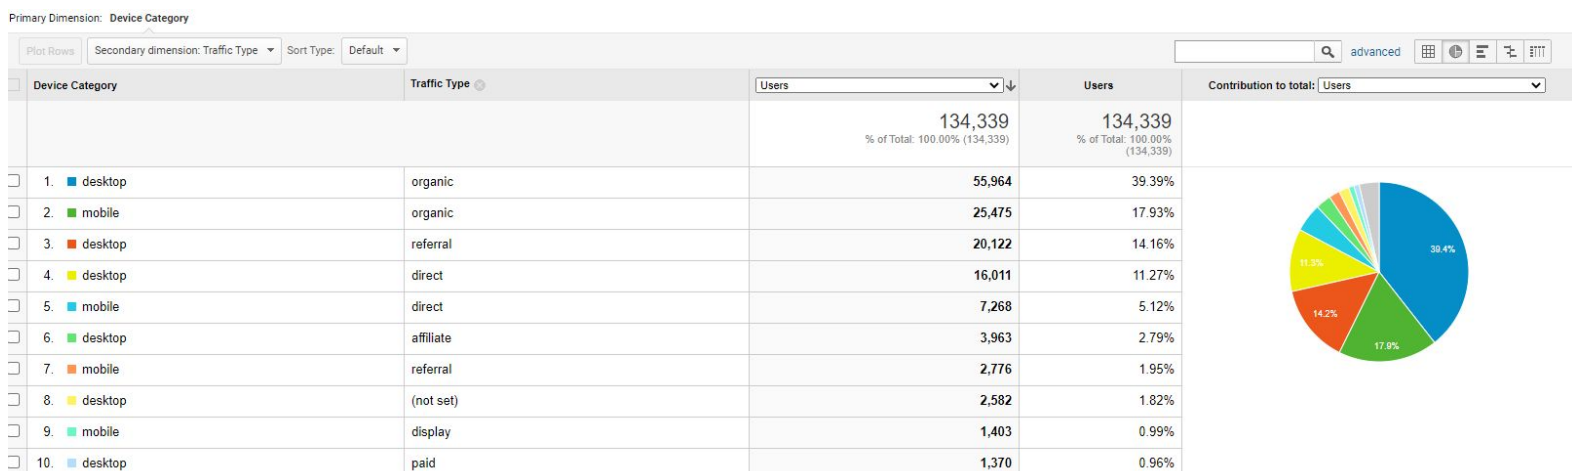 Primary Dimension: Device Category
Plot Rows Secondary dimension: Traffic Type Sort Type: Default advanced
Device Category Traffic Type Users Users Contribution to total: Users
134,339 134,339
% of Total: 100.00% (134,339) % of Total: 100.00%
(134,339)
1. desktop organic 55,964 39.39%
2. mobile organic 25,475 17.93%
3. desktop referral 20,122 14.16%
4. desktop direct 16,011 11.27%
5. mobile direct 7,268 5.12%
6. desktop affiliate 3,963 2.79%
7. mobile referral 2,776 1.95%
8. desktop (not set) 2,582 1.82%
9. mobile display 1,403 0.99%
10. desktop paid 1,370 0.96%
39.4%
11.3%
14.2%
17.9%